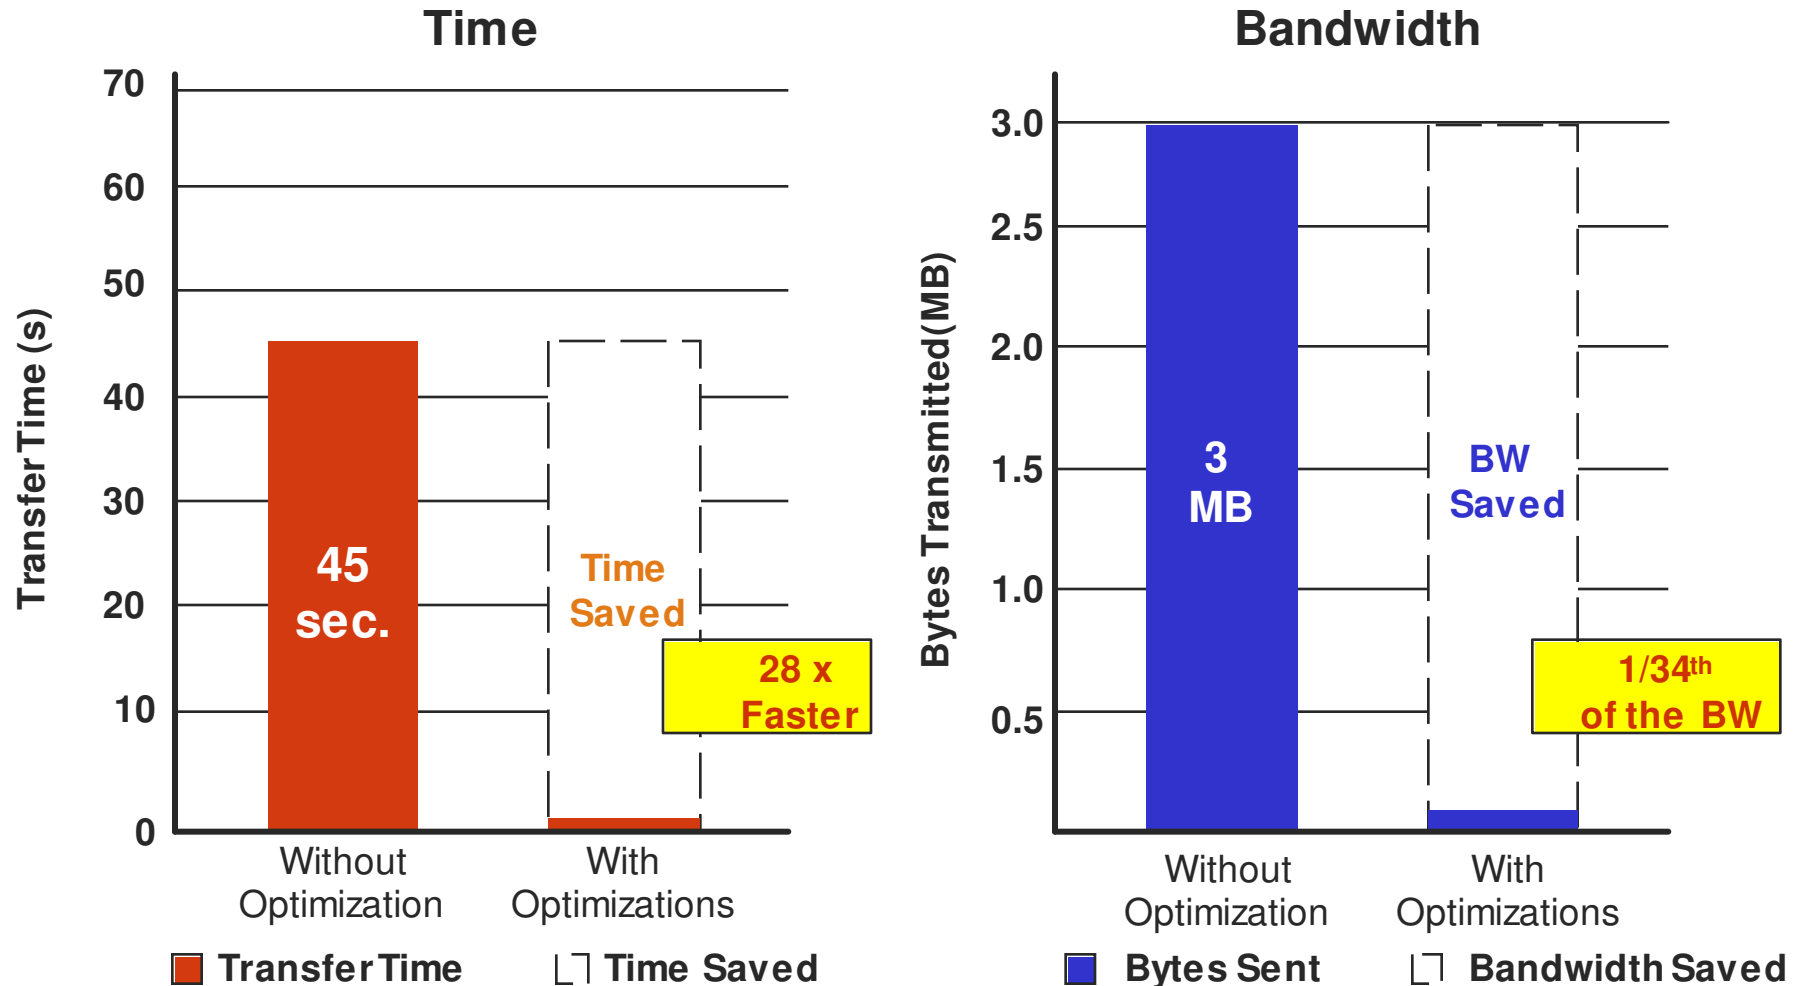 Time
70
60
50
40
30
20
10
0
Transfer Time (s)
45
sec.
Time
Saved
28 x
Faster
Without
Optimization
With
Optimizations
Transfer Time
Time Saved
Bandwidth
3.0
2.5
2.0
1.5
1.0
0.5
Bytes Transmitted(MB)
3
MB
BW
Saved
1/34th
of the BW
Without
Optimization
With
Optimizations
Bytes Sent
Bandwidth Saved